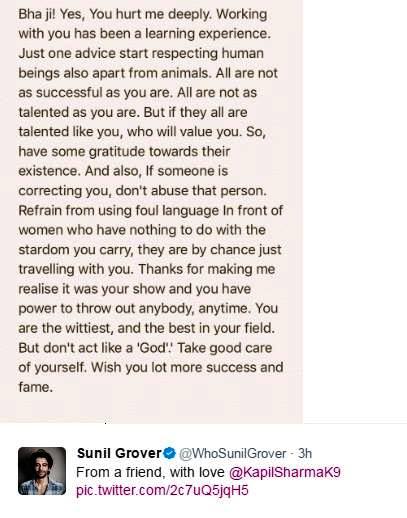 Bha ji! Yes, You hurt me deeply. Working
with you has been a learning experience.
Just one advice start respecting human
beings also apart from animals. All are not
as successful as you are. All are not as
talented as you are. But if they all are
talented like you, who will value you. So,
have some gratitude towards their
existence. And also, If someone is
correcting you, don't abuse that person.
Refrain from using foul language In front of
women who have nothing to do with the
stardom you carry, they are by chance just
travelling with you. Thanks for making me
realise it was your show and you have
power to throw out anybody, anytime. You
are the wittiest, and the best in your field.
But don't act like a 'God'.' Take good care
of yourself. Wish you lot more success and
fame.
Sunil Grover @WhoSunilGrover · 3h
From a friend, with love @KapilSharmaK9
pic.twitter.com/2c7uQ5jqH5